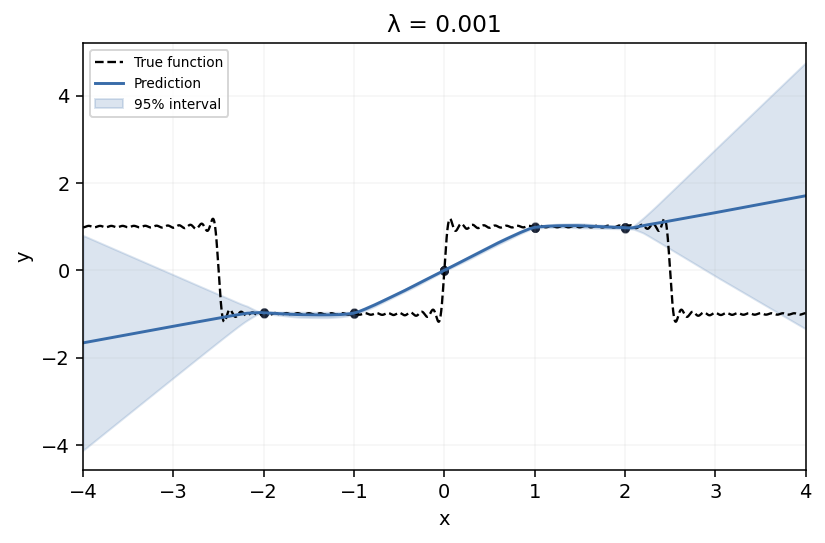 λ = 0.001
True function
Prediction
95% interval
y
4
2
0
−2
−4
−4 −3 −2 −1 0 1 2 3 4
x